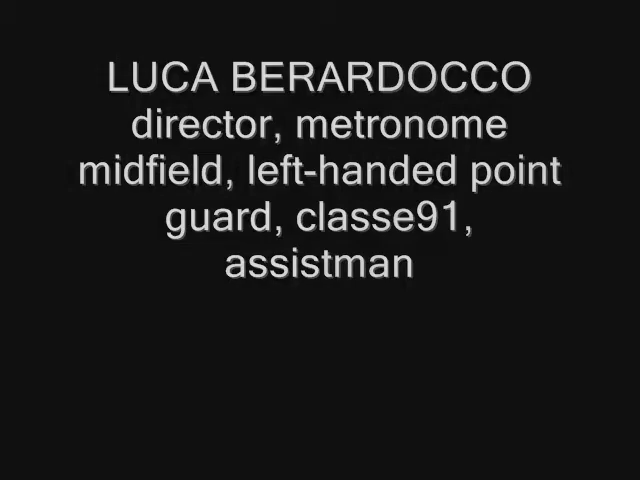 LUCA BERARDOCCO
director, metronome
midfield, left-handed point
guard, classe91,
assistman